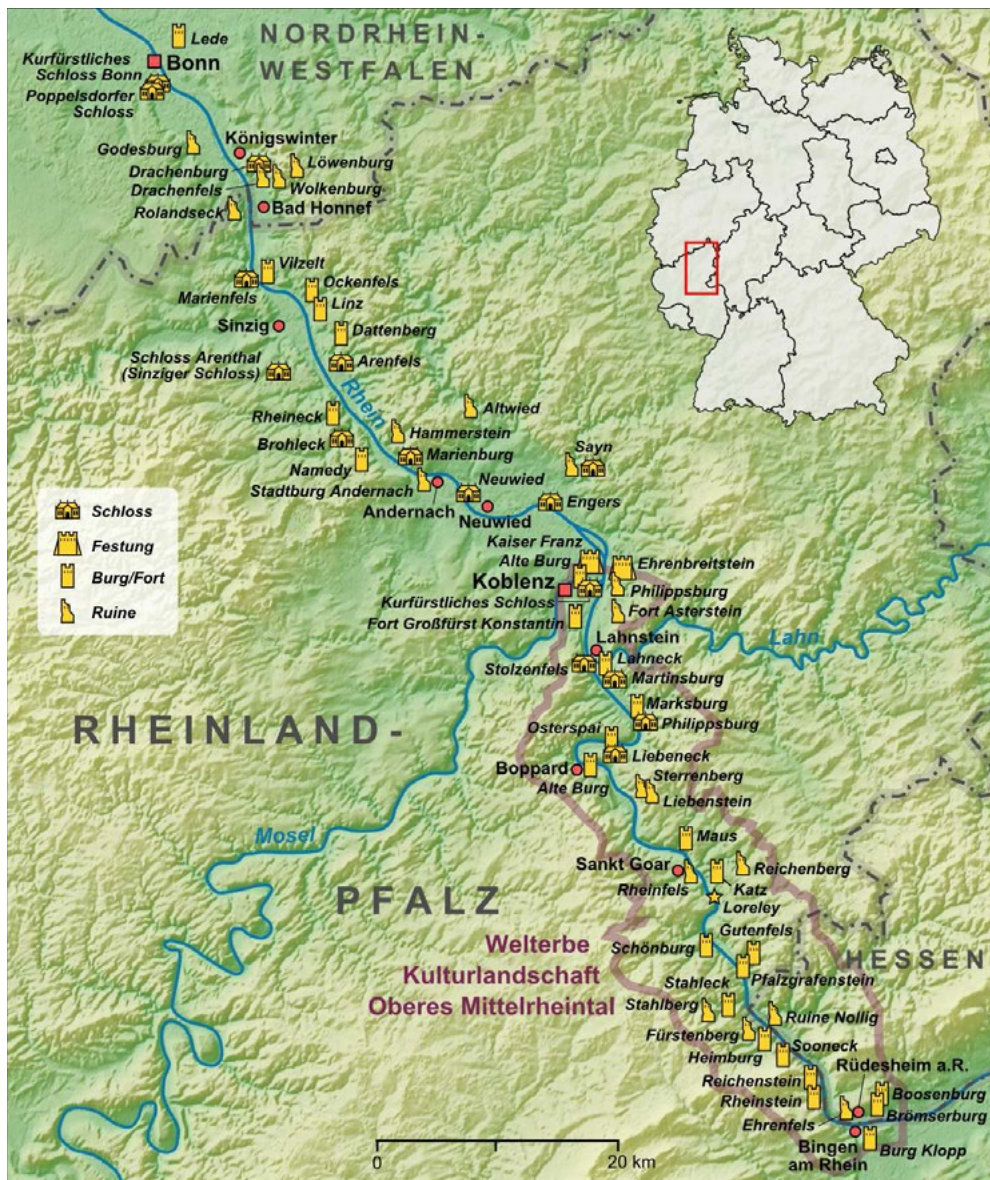 Lede
NORDRHEIN-
WESTFALEN
Kurfürstliches
Schloss Bonn
Bonn
Poppelsdorfer
Schloss
Godesburg
Königswinter
Drachenburg
Löwenburg
Drachenfels
Wolkenburg
Rolandseck
Bad Honnef
Vilzelt
Marienfels
Ockenfels
Linz
Sinzig
Dattenberg
Schloss Arenthal
(Sinziger Schloss)
Arenfels
Rhein
Rheineck
Altwied
Hammerstein
Brohleck
Marienburg
Sayn
Namedy
Stadtburg Andernach
Neuwied
Andernach
Neuwied
Engers
Schloss
Festung
Burg/Fort
Ruine
Kaiser Franz
Alte Burg
Ehrenbreitstein
Koblenz
Philippsburg
Kurfürstliches Schloss
Fort Asterstein
Fort Großfürst Konstantin
Lahnstein
Lahn
Stolzenfels
Lahneck
Martinsburg
Marksburg
RHEINLAND-
Osterspai
Philippsburg
Liebeneck
Boppard
Alte Burg
Sterrenberg
Liebenstein
Mosel
Maus
Sankt Goar
Reichenberg
Rheinfels
Katz
PFALZ
Loreley
Gutenfels
Welterbe
Kulturlandschaft
Oberes Mittelrheintal
Schönburg
HESSEN
Stahleck
Pfalzgrafenstein
Stahlberg
Ruine Nollig
Fürstenberg
Sooneck
Heimburg
Rüdesheim a.R.
Reichenstein
Boosenburg
Rheinstein
Brömserburg
Ehrenfels
Bingen
am Rhein
Burg Klopp
0
20 km